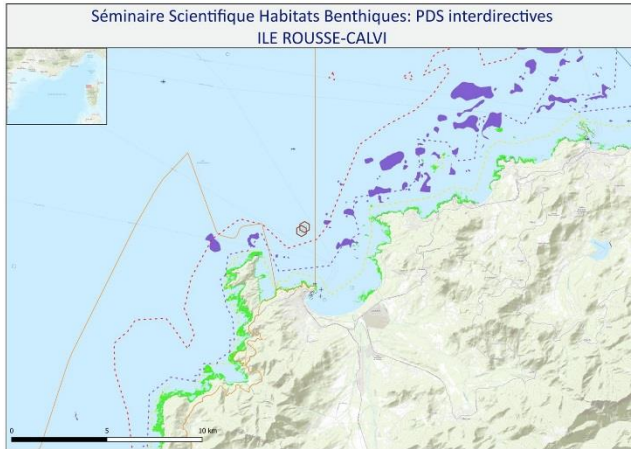 Séminaire Scientifique Habitats Benthiques: PDS interdirectives
ILE ROUSSE-CALVI
0 5 10 km